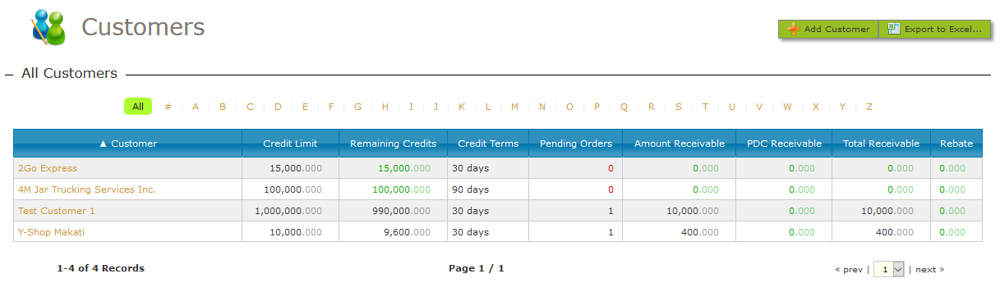 Customers
Add Customer Export to Excel...
All Customers
All # A B C D E F G H I J K L M N O P Q R S T U V W X Y Z
▲ Customer Credit Limit Remaining Credits Credit Terms Pending Orders Amount Receivable PDC Receivable Total Receivable Rebate
2Go Express 15,000.000 15,000.000 30 days 0 0.000 0.000 0.000 0.000
4M Jar Trucking Services Inc. 100,000.000 100,000.000 90 days 0 0.000 0.000 0.000 0.000
Test Customer 1 1,000,000.000 990,000.000 30 days 1 10,000.000 0.000 10,000.000 0.000
Y-Shop Makati 10,000.000 9,600.000 30 days 1 400.000 0.000 400.000 0.000
1-4 of 4 Records Page 1 / 1 « prev | 1 | next »